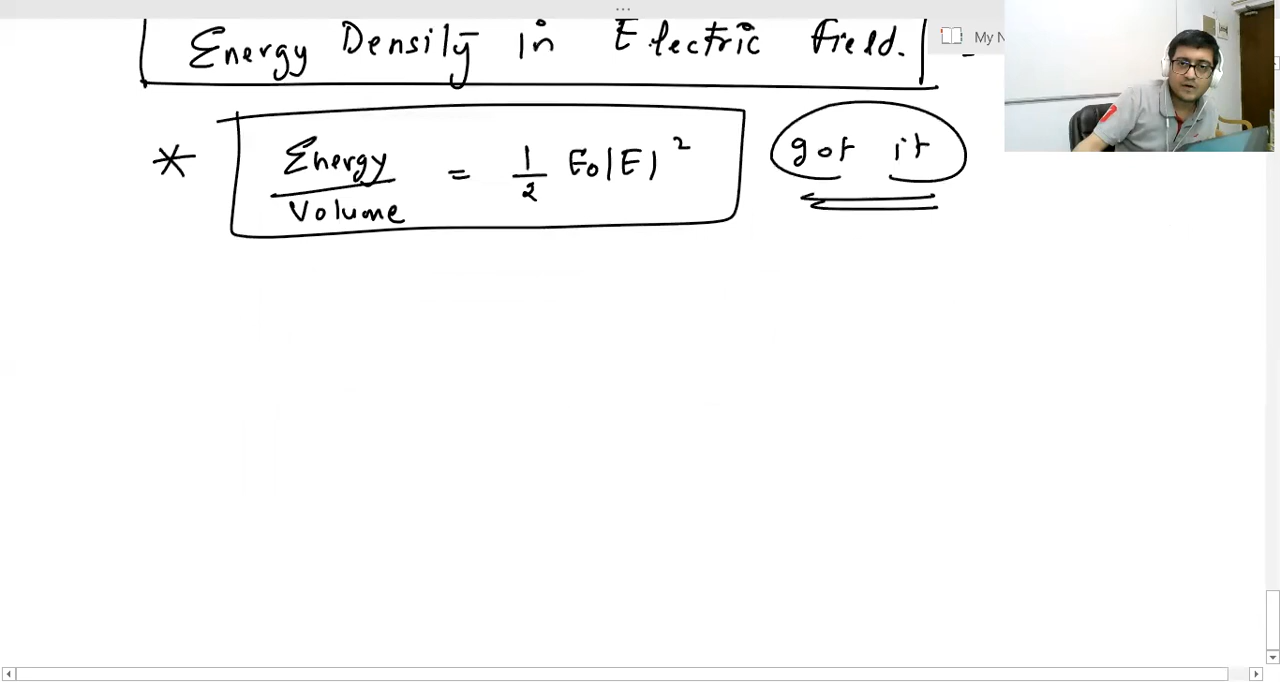 Energy Density in Electric field.
My N
* Energy / Volume = 1/2 ε0|E|² got it